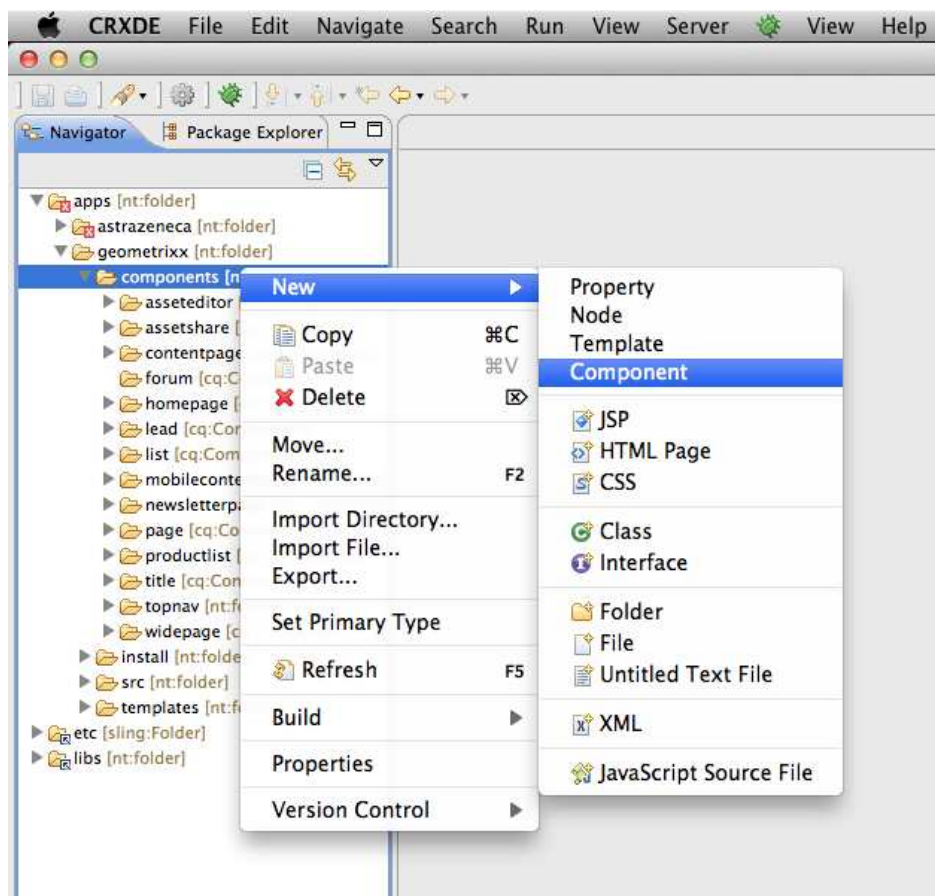 CRXDE File Edit Navigate Search Run View Server View Help
Navigator Package Explorer
apps [nt:folder]
astrazeneca [nt:folder]
geometrixx [nt:folder]
components [n
asseteditor
assetshare [
contentpage
forum [cq:C
homepage [
lead [cq:Cor
list [cq:Com
mobileconte
newsletterpa
page [cq:Co
productlist [
title [cq:Con
topnav [nt:f
widepage [c
install [nt:folde
src [nt:folder]
templates [nt:f
etc [sling:Folder]
libs [nt:folder]
New
Copy ⌘C
Paste ⌘V
Delete ⌦
Move...
Rename... F2
Import Directory...
Import File...
Export...
Set Primary Type
Refresh F5
Build
Properties
Version Control
Property
Node
Template
Component
JSP
HTML Page
CSS
Class
Interface
Folder
File
Untitled Text File
XML
JavaScript Source File